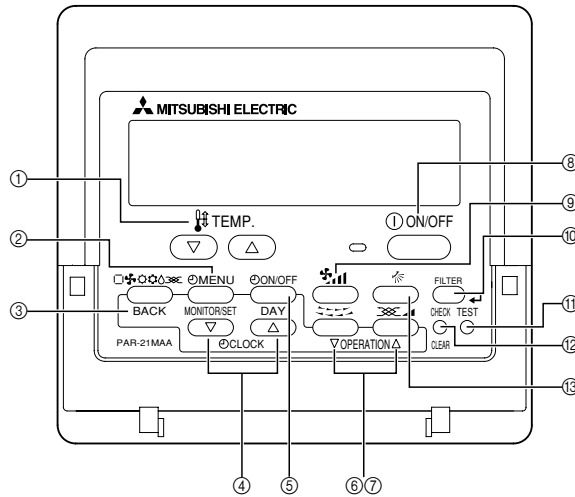 MITSUBISHI ELECTRIC
① TEMP. ON/OFF ⑧
⑨
② MENU ON/OFF FILTER ⑩
③ BACK MONITOR/SET DAY CHECK TEST ⑪
PAR-21MAA CLOCK OPERATION CLEAR ⑫
⑬
④ ⑤ ⑥⑦